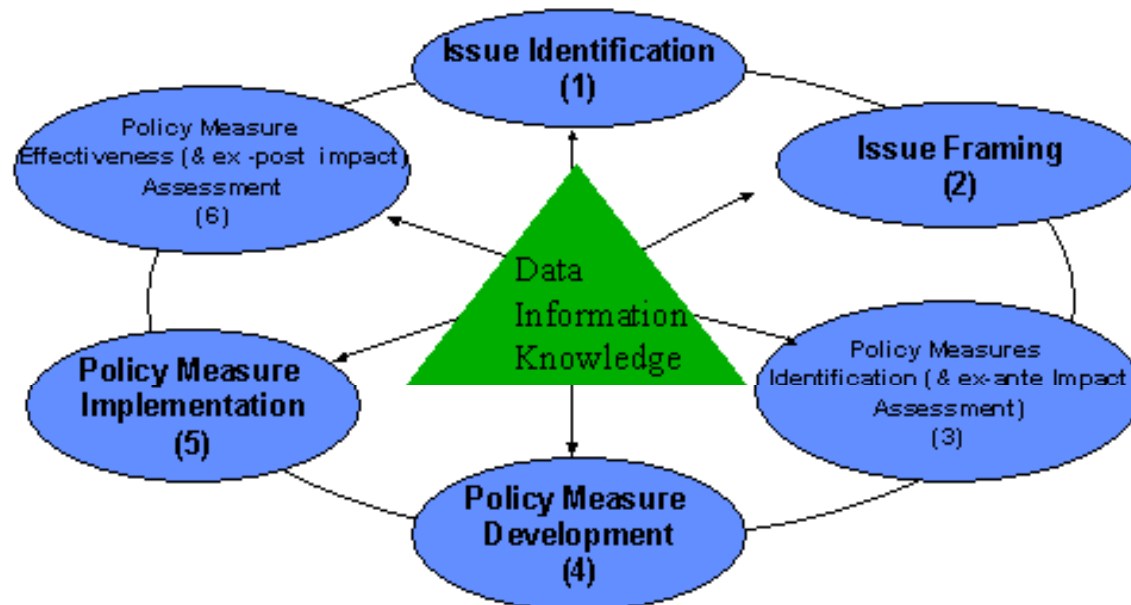 Issue Identification
(1)
Issue Framing
(2)
Policy Measures
Identification (& ex-ante Impact
Assessment)
(3)
Policy Measure
Development
(4)
Policy Measure
Implementation
(5)
Policy Measure
Effectiveness (& ex -post impact)
Assessment
(6)
Data
Information
Knowledge